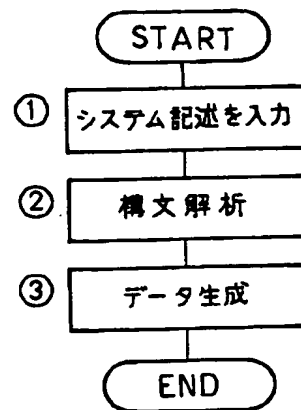 START
① システム記述を入力
② 構文解析
③ データ生成
END